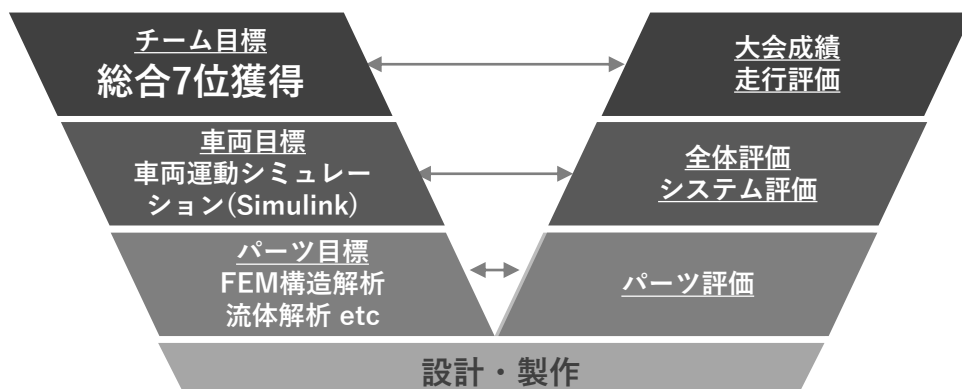 チーム目標
総合7位獲得
大会成績
走行評価
車両目標
車両運動シミュレー
ション(Simulink)
全体評価
システム評価
パーツ目標
FEM構造解析
流体解析 etc
パーツ評価
設計・製作